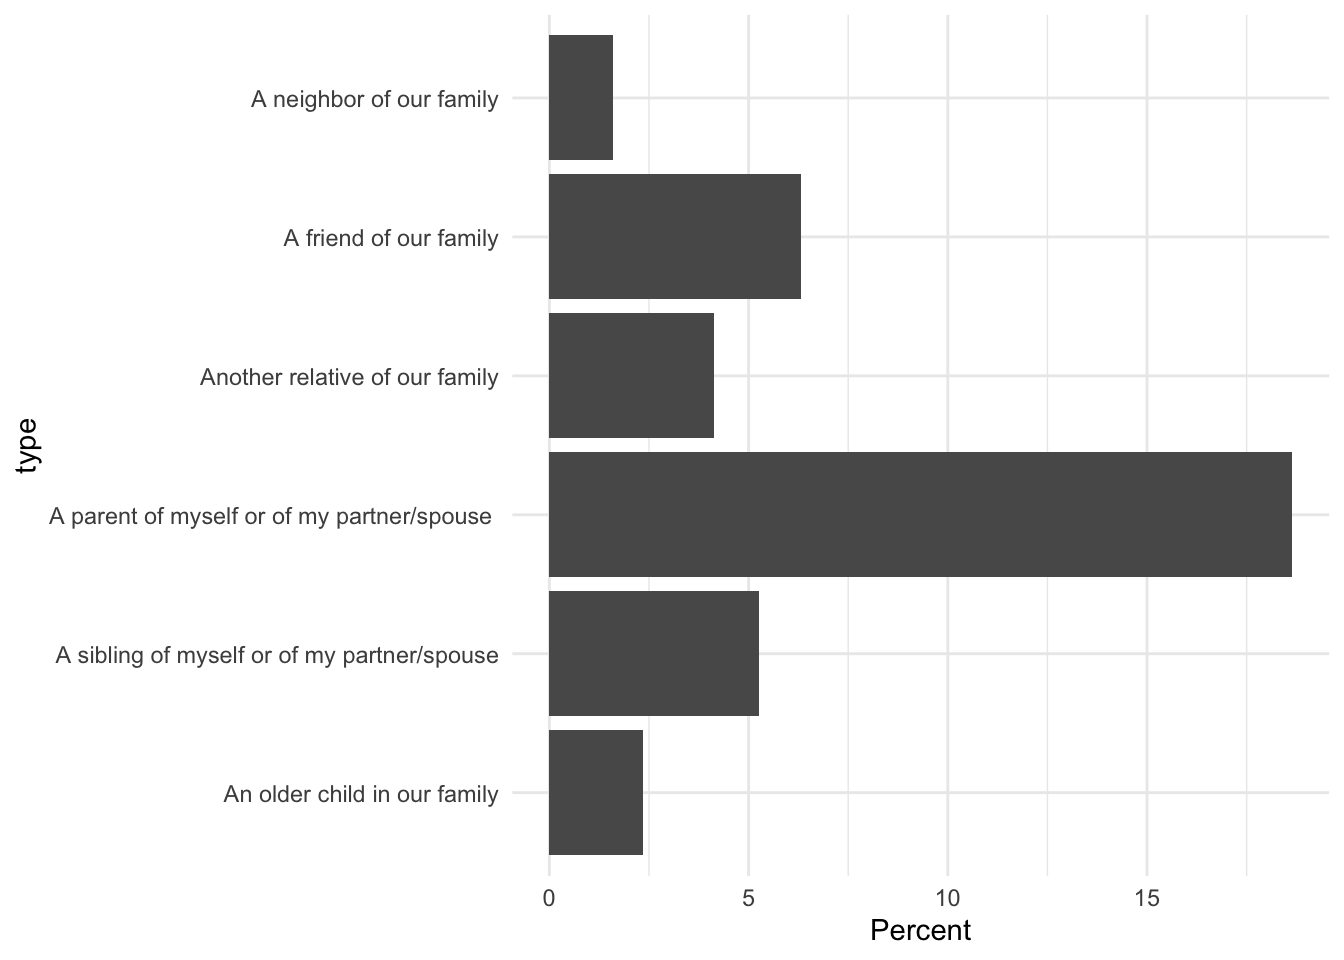 A neighbor of our family
A friend of our family
Another relative of our family
A parent of myself or of my partner/spouse
A sibling of myself or of my partner/spouse
An older child in our family
type
0 5 10 15
Percent